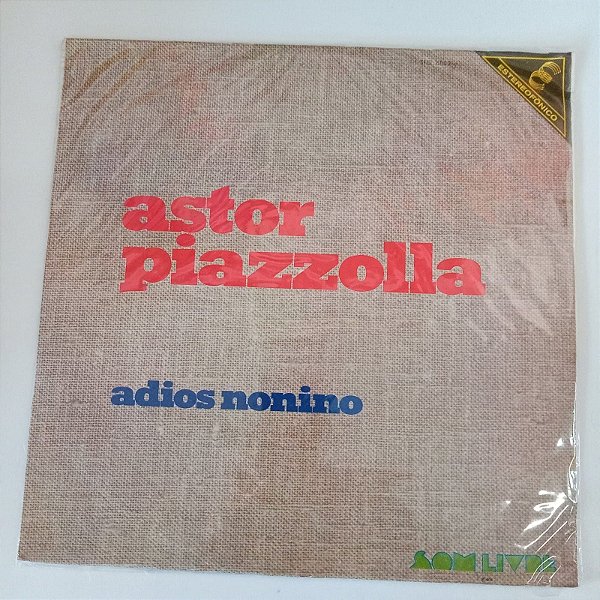 ESTEREOFÔNICO
astor
piazzolla
adios nonino
SOM LIVRE